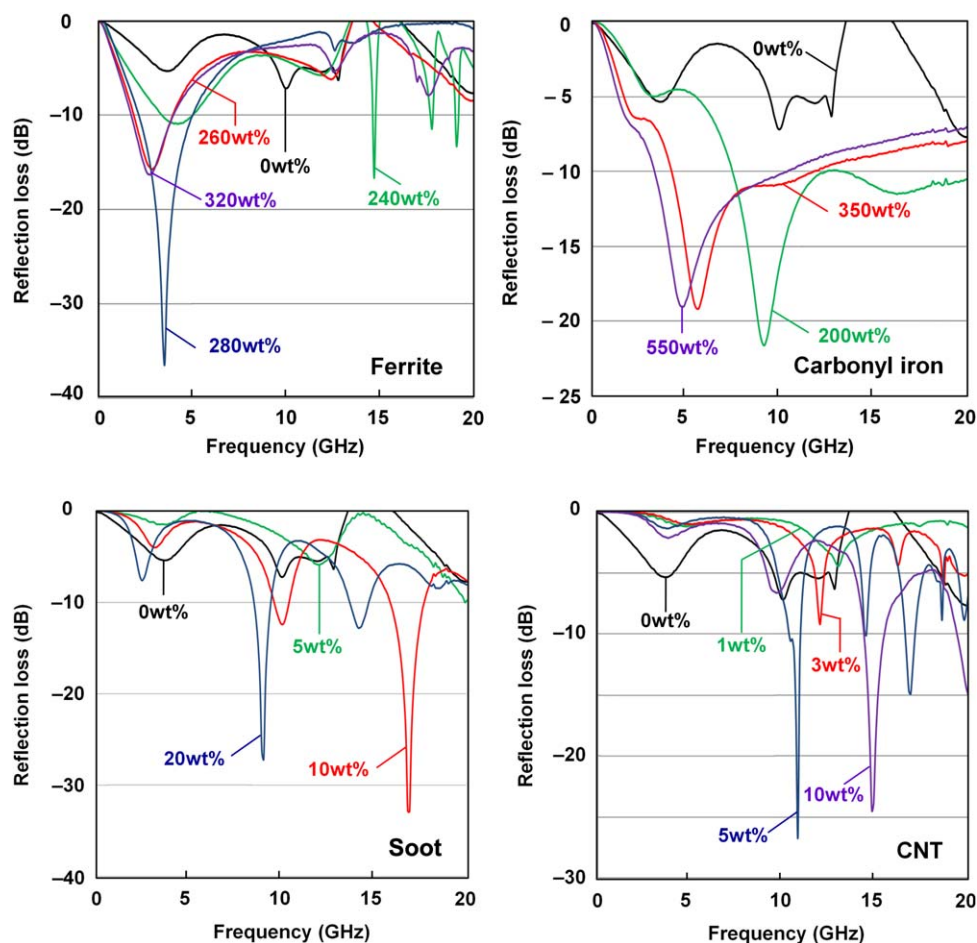 0
–10
–20
–30
–40
Reflection loss (dB)
260wt%
0wt%
320wt%
240wt%
280wt%
Ferrite
0 5 10 15 20
Frequency (GHz)
0
– 5
– 10
– 15
– 20
– 25
Reflection loss (dB)
0wt%
350wt%
200wt%
550wt%
Carbonyl iron
0 5 10 15 20
Frequency (GHz)
0
–10
–20
–30
–40
Reflection loss (dB)
0wt%
5wt%
20wt%
10wt%
Soot
0 5 10 15 20
Frequency (GHz)
0
–10
–20
–30
Reflection loss (dB)
0wt%
1wt%
3wt%
10wt%
5wt%
CNT
0 5 10 15 20
Frequency (GHz)